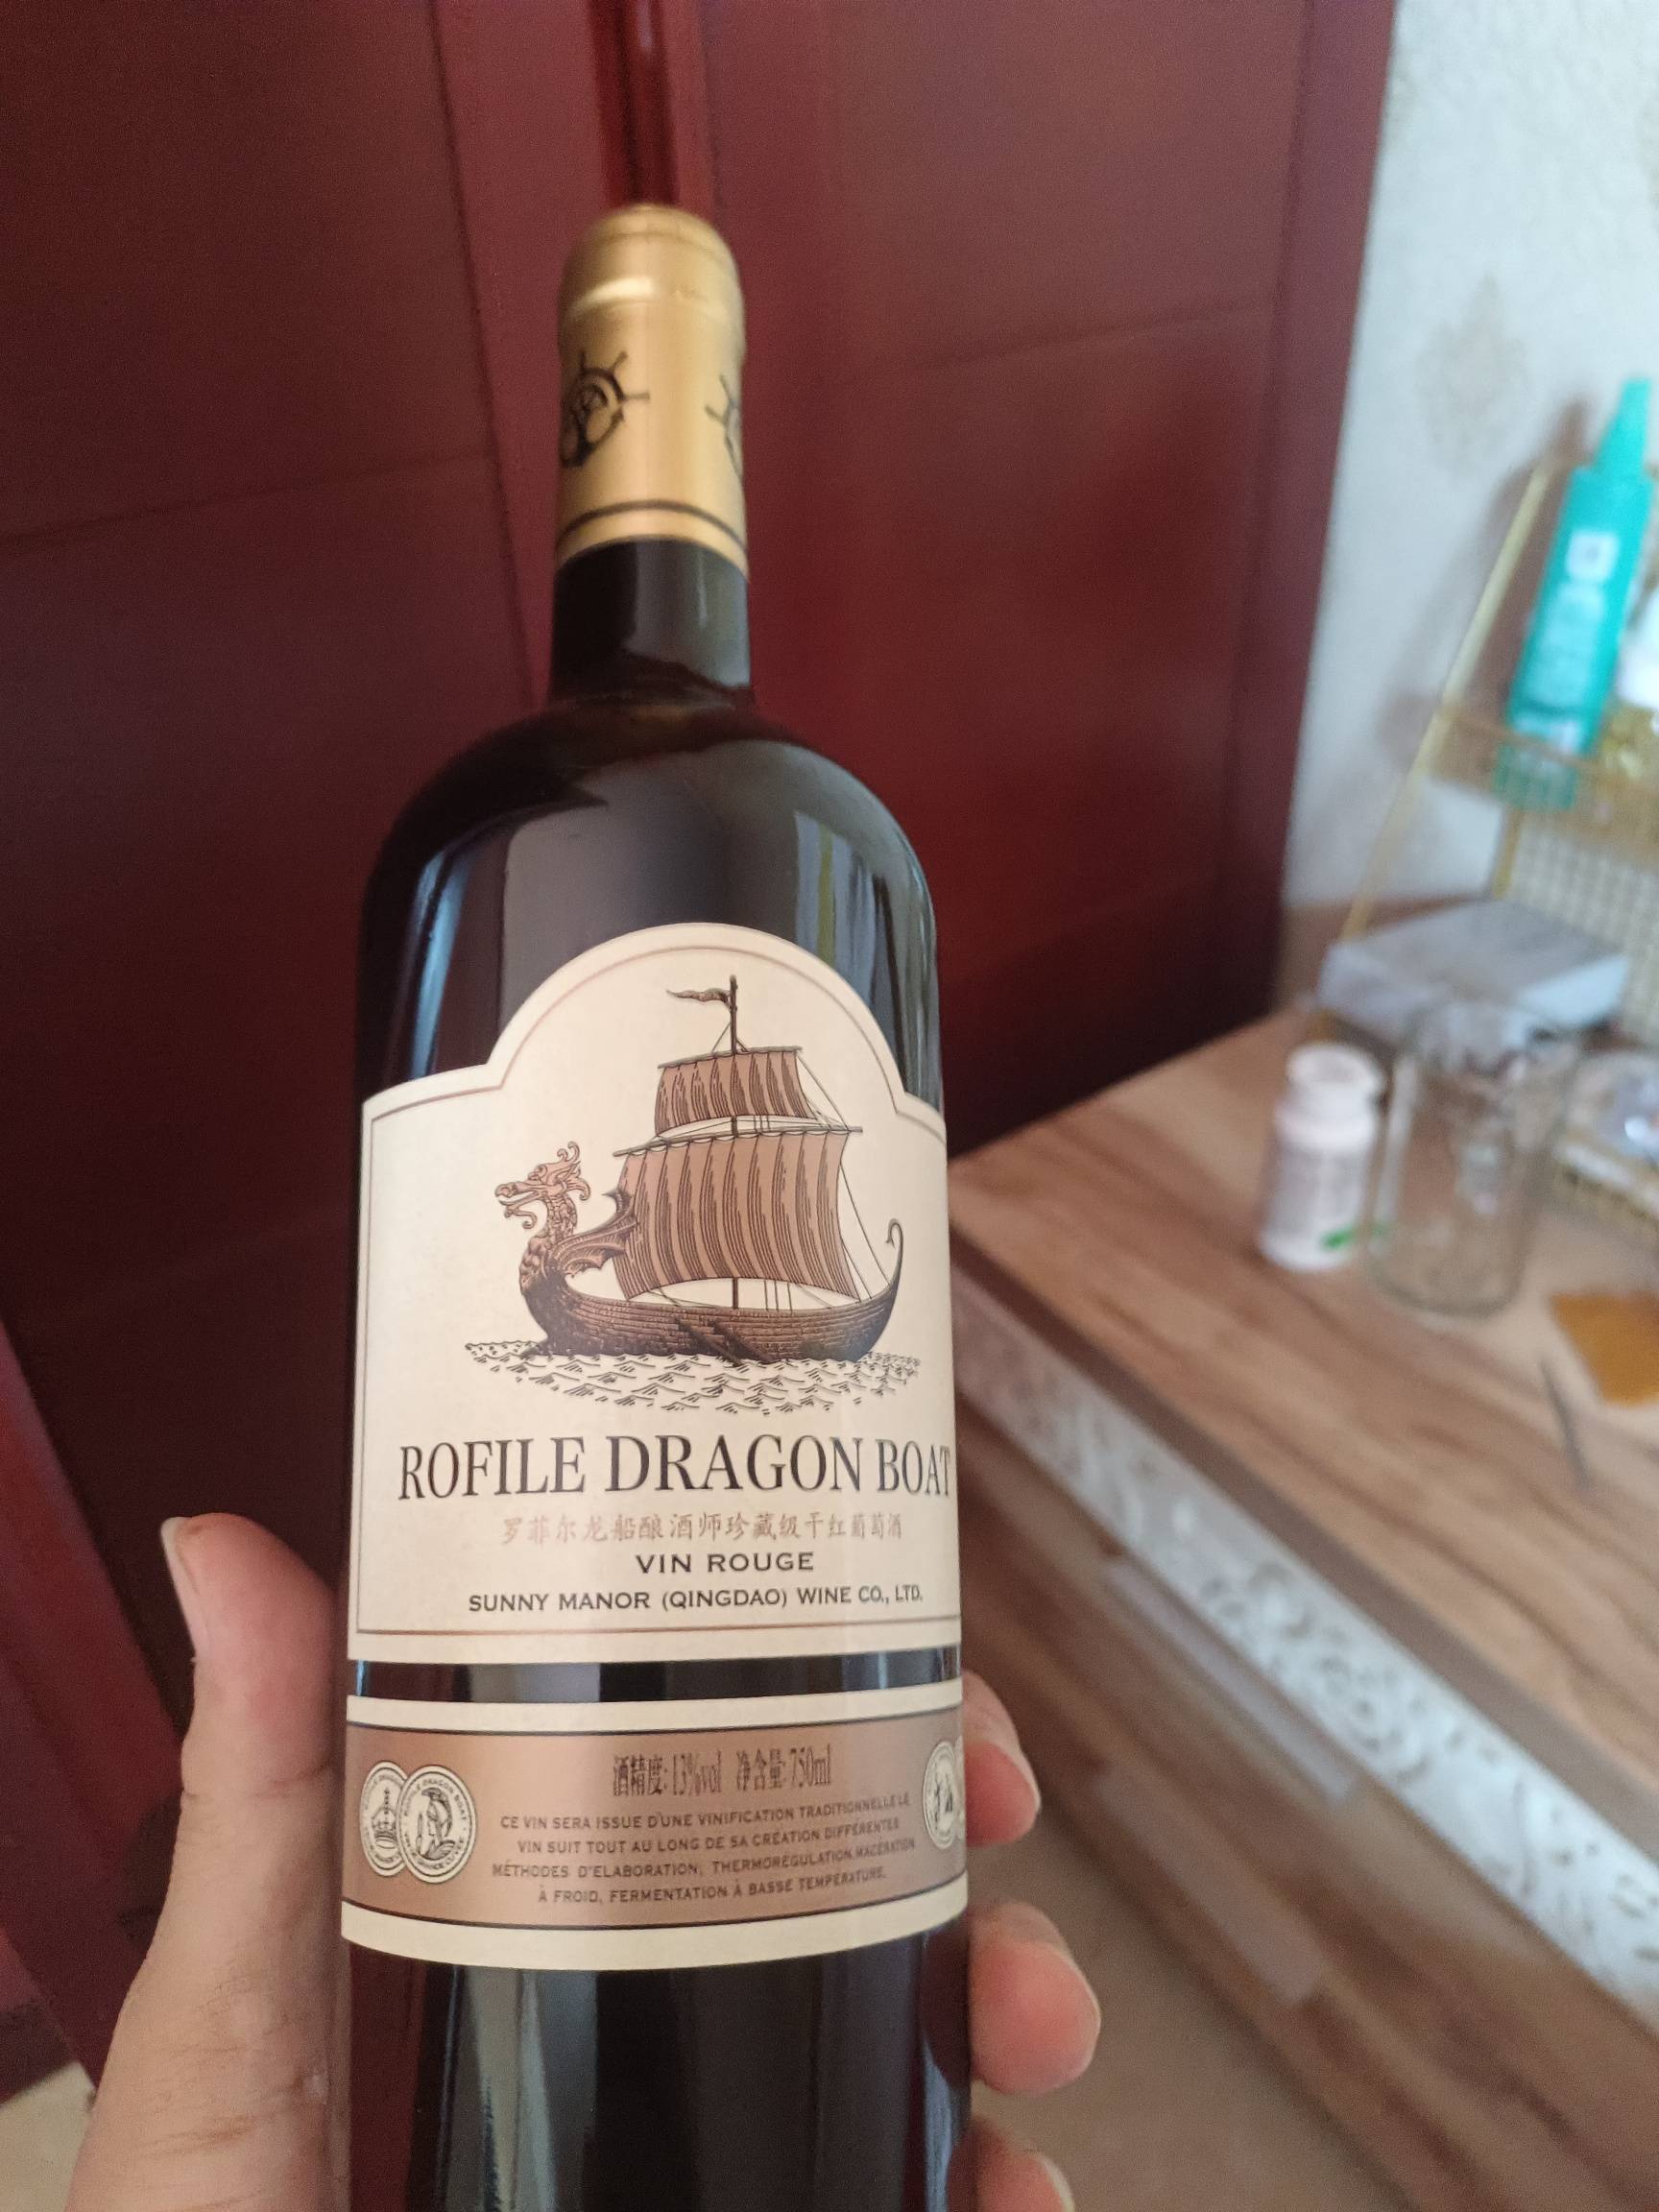 ROFILE DRAGON BOAT
罗菲尔龙船酿酒师珍藏级干红葡萄酒
VIN ROUGE
SUNNY MANOR (QINGDAO) WINE CO., LTD.
酒精度:13%vol 净含量:750ml
CE VIN SERA ISSUE D'UNE VINIFICATION TRADITIONNELLE LE
VIN SUIT TOUT AU LONG DE SA CRÉATION DIFFÉRENTES
MÉTHODES D'ELABORATION; THERMORÉGULATION, MACÉRATION
À FROID, FERMENTATION À BASSE TEMPÉRATURE.